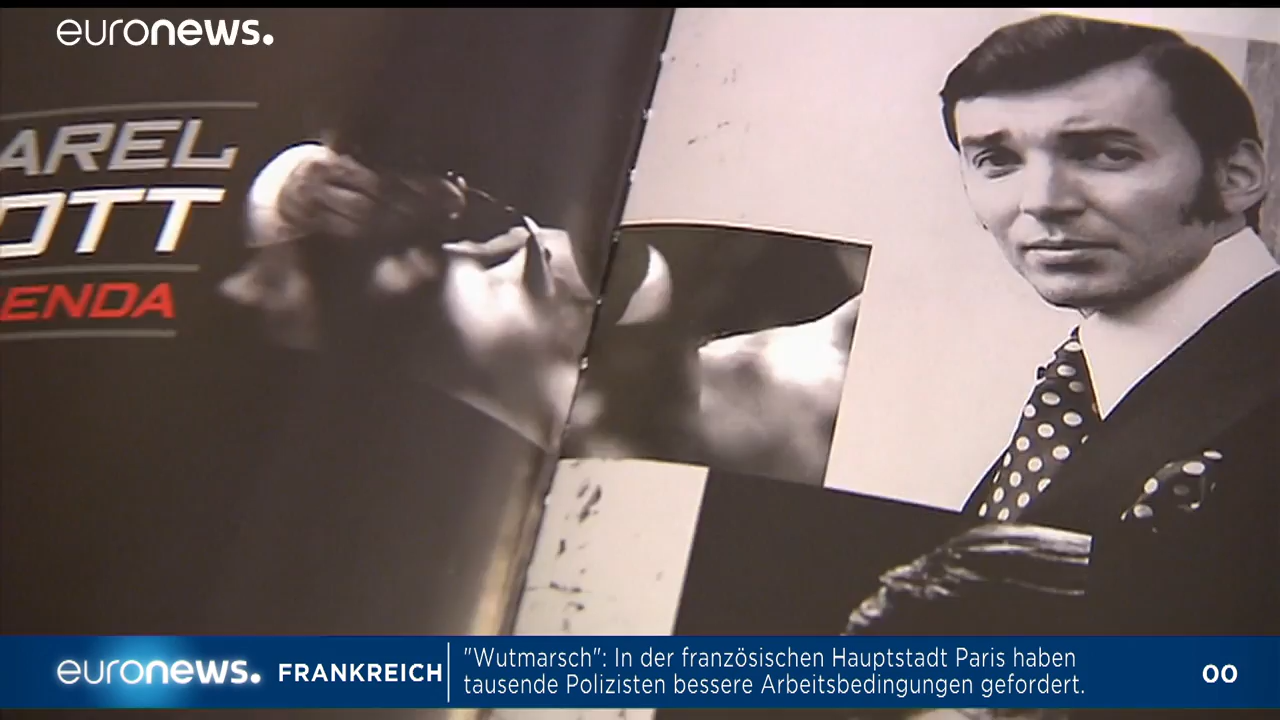 euronews.
AREL
OTT
ENDA
euronews. FRANKREICH
"Wutmarsch": In der französischen Hauptstadt Paris haben
tausende Polizisten bessere Arbeitsbedingungen gefordert.
00